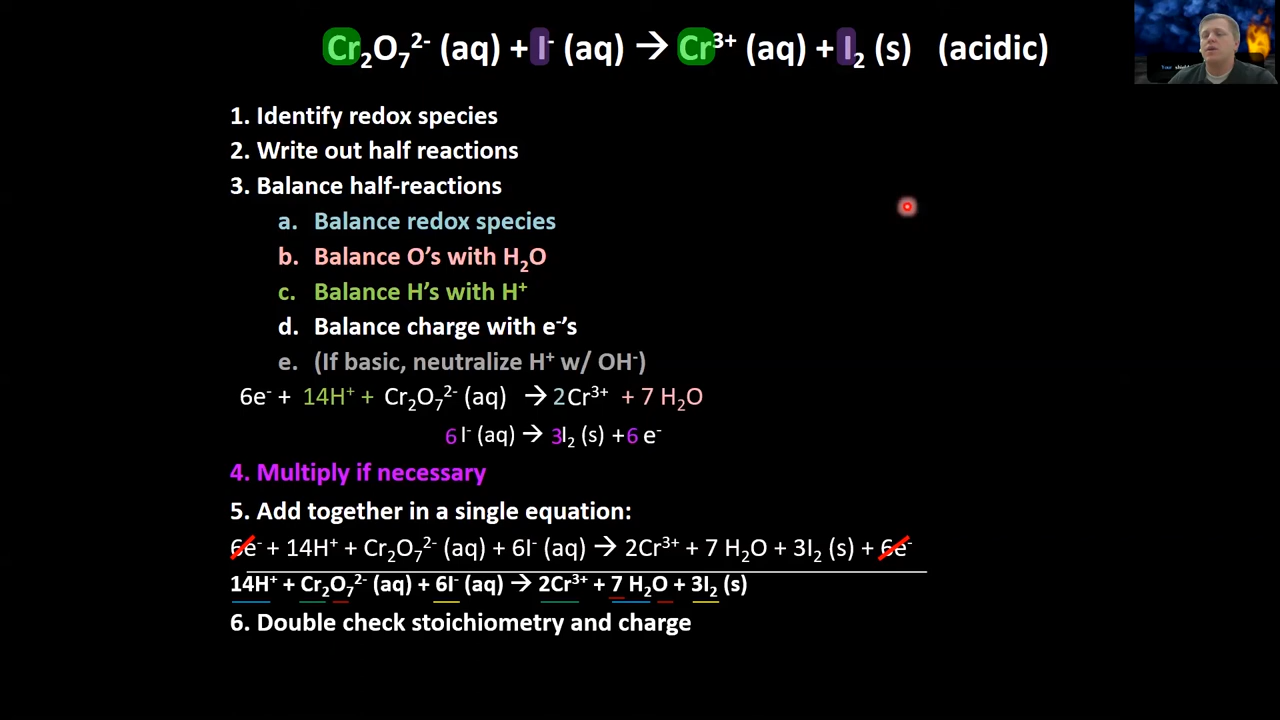 Cr₂O₇²⁻ (aq) + I⁻ (aq) → Cr³⁺ (aq) + I₂ (s) (acidic)
1. Identify redox species
2. Write out half reactions
3. Balance half-reactions
a. Balance redox species
b. Balance O's with H₂O
c. Balance H's with H⁺
d. Balance charge with e⁻'s
e. (If basic, neutralize H⁺ w/ OH⁻)
6e⁻ + 14H⁺ + Cr₂O₇²⁻ (aq) → 2Cr³⁺ + 7 H₂O
6 I⁻ (aq) → 3I₂ (s) +6 e⁻
4. Multiply if necessary
5. Add together in a single equation:
6e⁻ + 14H⁺ + Cr₂O₇²⁻ (aq) + 6I⁻ (aq) → 2Cr³⁺ + 7 H₂O + 3I₂ (s) + 6e⁻
14H⁺ + Cr₂O₇²⁻ (aq) + 6I⁻ (aq) → 2Cr³⁺ + 7 H₂O + 3I₂ (s)
6. Double check stoichiometry and charge